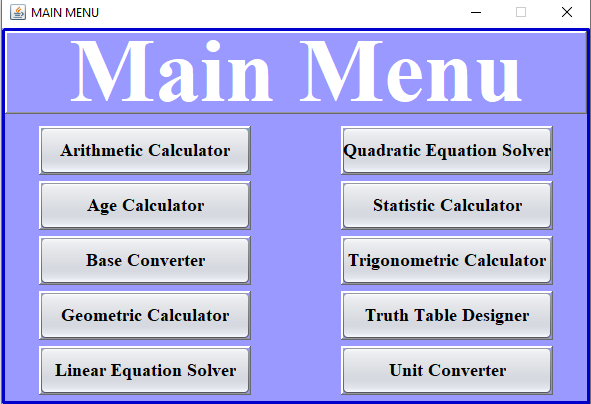 MAIN MENU
Main Menu
Arithmetic Calculator
Quadratic Equation Solver
Age Calculator
Statistic Calculator
Base Converter
Trigonometric Calculator
Geometric Calculator
Truth Table Designer
Linear Equation Solver
Unit Converter